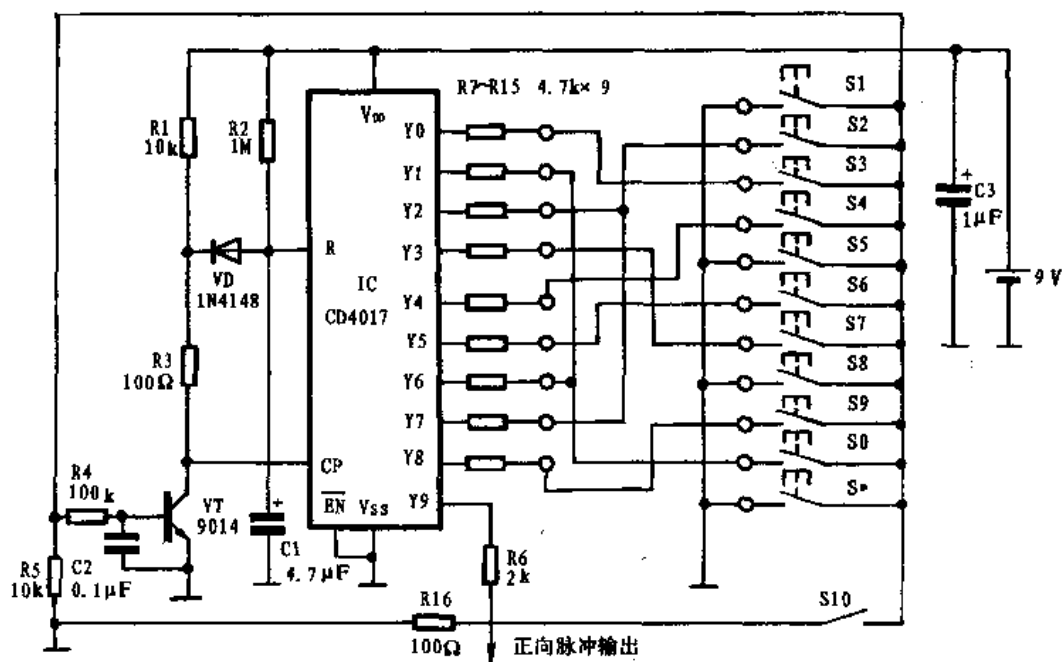 R1
10k
R2
1M
V_DD
R7~R15 4.7k×9
Y0
Y1
Y2
Y3
Y4
Y5
Y6
Y7
Y8
Y9
R
IC
CD4017
CP
EN
V_SS
VD
1N4148
R3
100Ω
R4
100k
VT
9014
R5
10k
C2
0.1μF
+
C1
4.7μF
R6
2k
R16
100Ω
正向脉冲输出
S1
S2
S3
S4
S5
S6
S7
S8
S9
S0
S*
S10
+
C3
1μF
9V